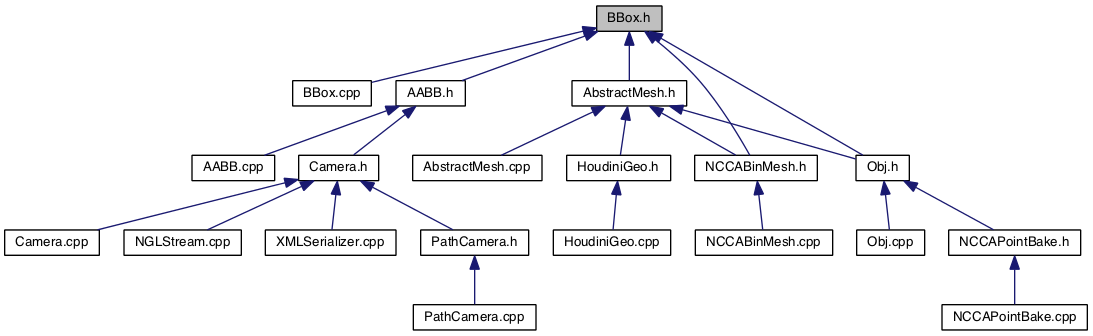 BBox.h
BBox.cpp
AABB.h
AbstractMesh.h
AABB.cpp
Camera.h
AbstractMesh.cpp
HoudiniGeo.h
NCCABinMesh.h
Obj.h
Camera.cpp
NGLStream.cpp
XMLSerializer.cpp
PathCamera.h
HoudiniGeo.cpp
NCCABinMesh.cpp
Obj.cpp
NCCAPointBake.h
PathCamera.cpp
NCCAPointBake.cpp